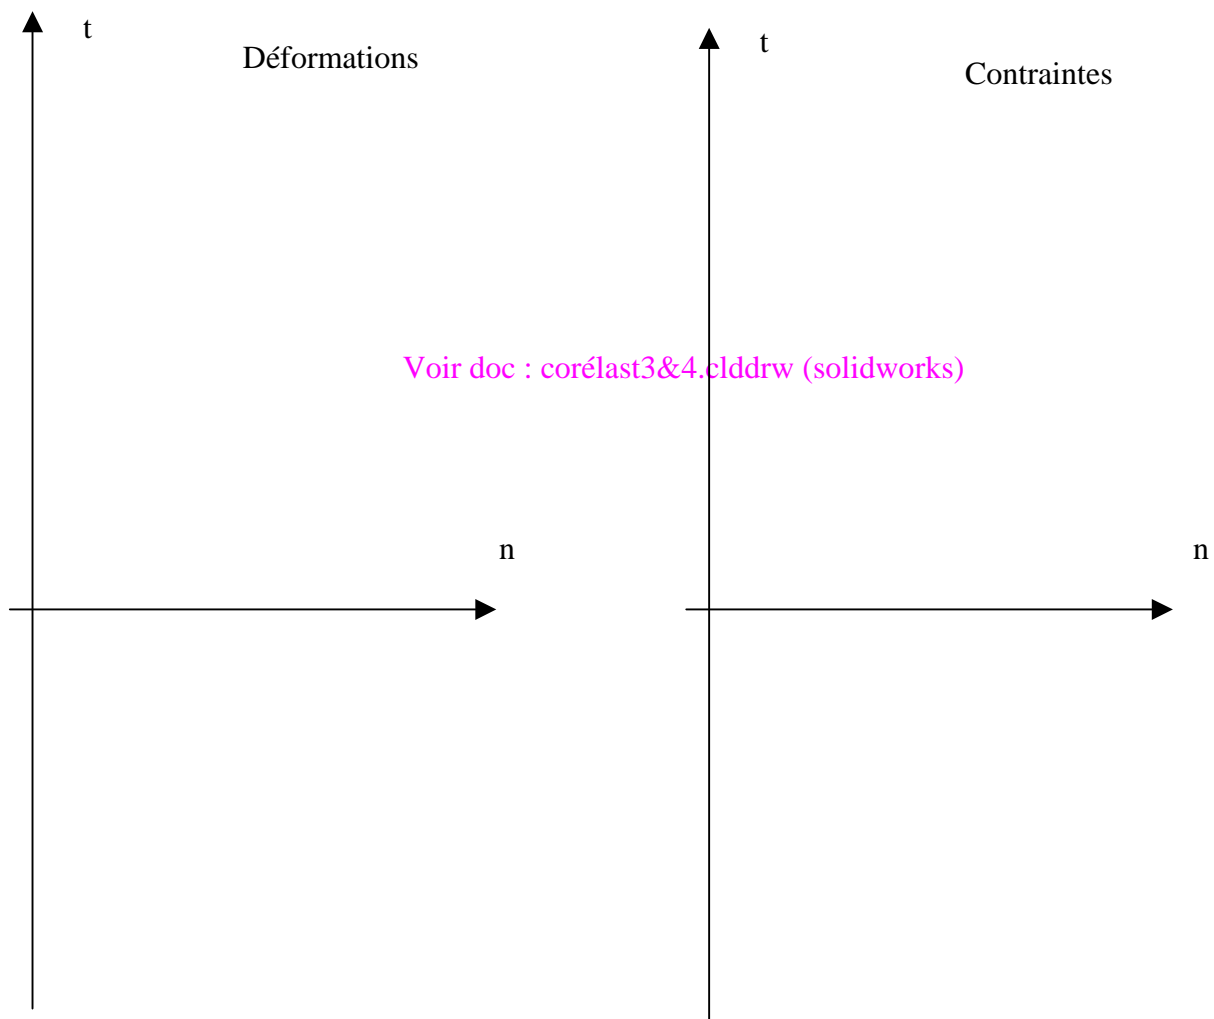 t
Déformations
t
Contraintes
Voir doc : corélast3&4.clddrw (solidworks)
n
n